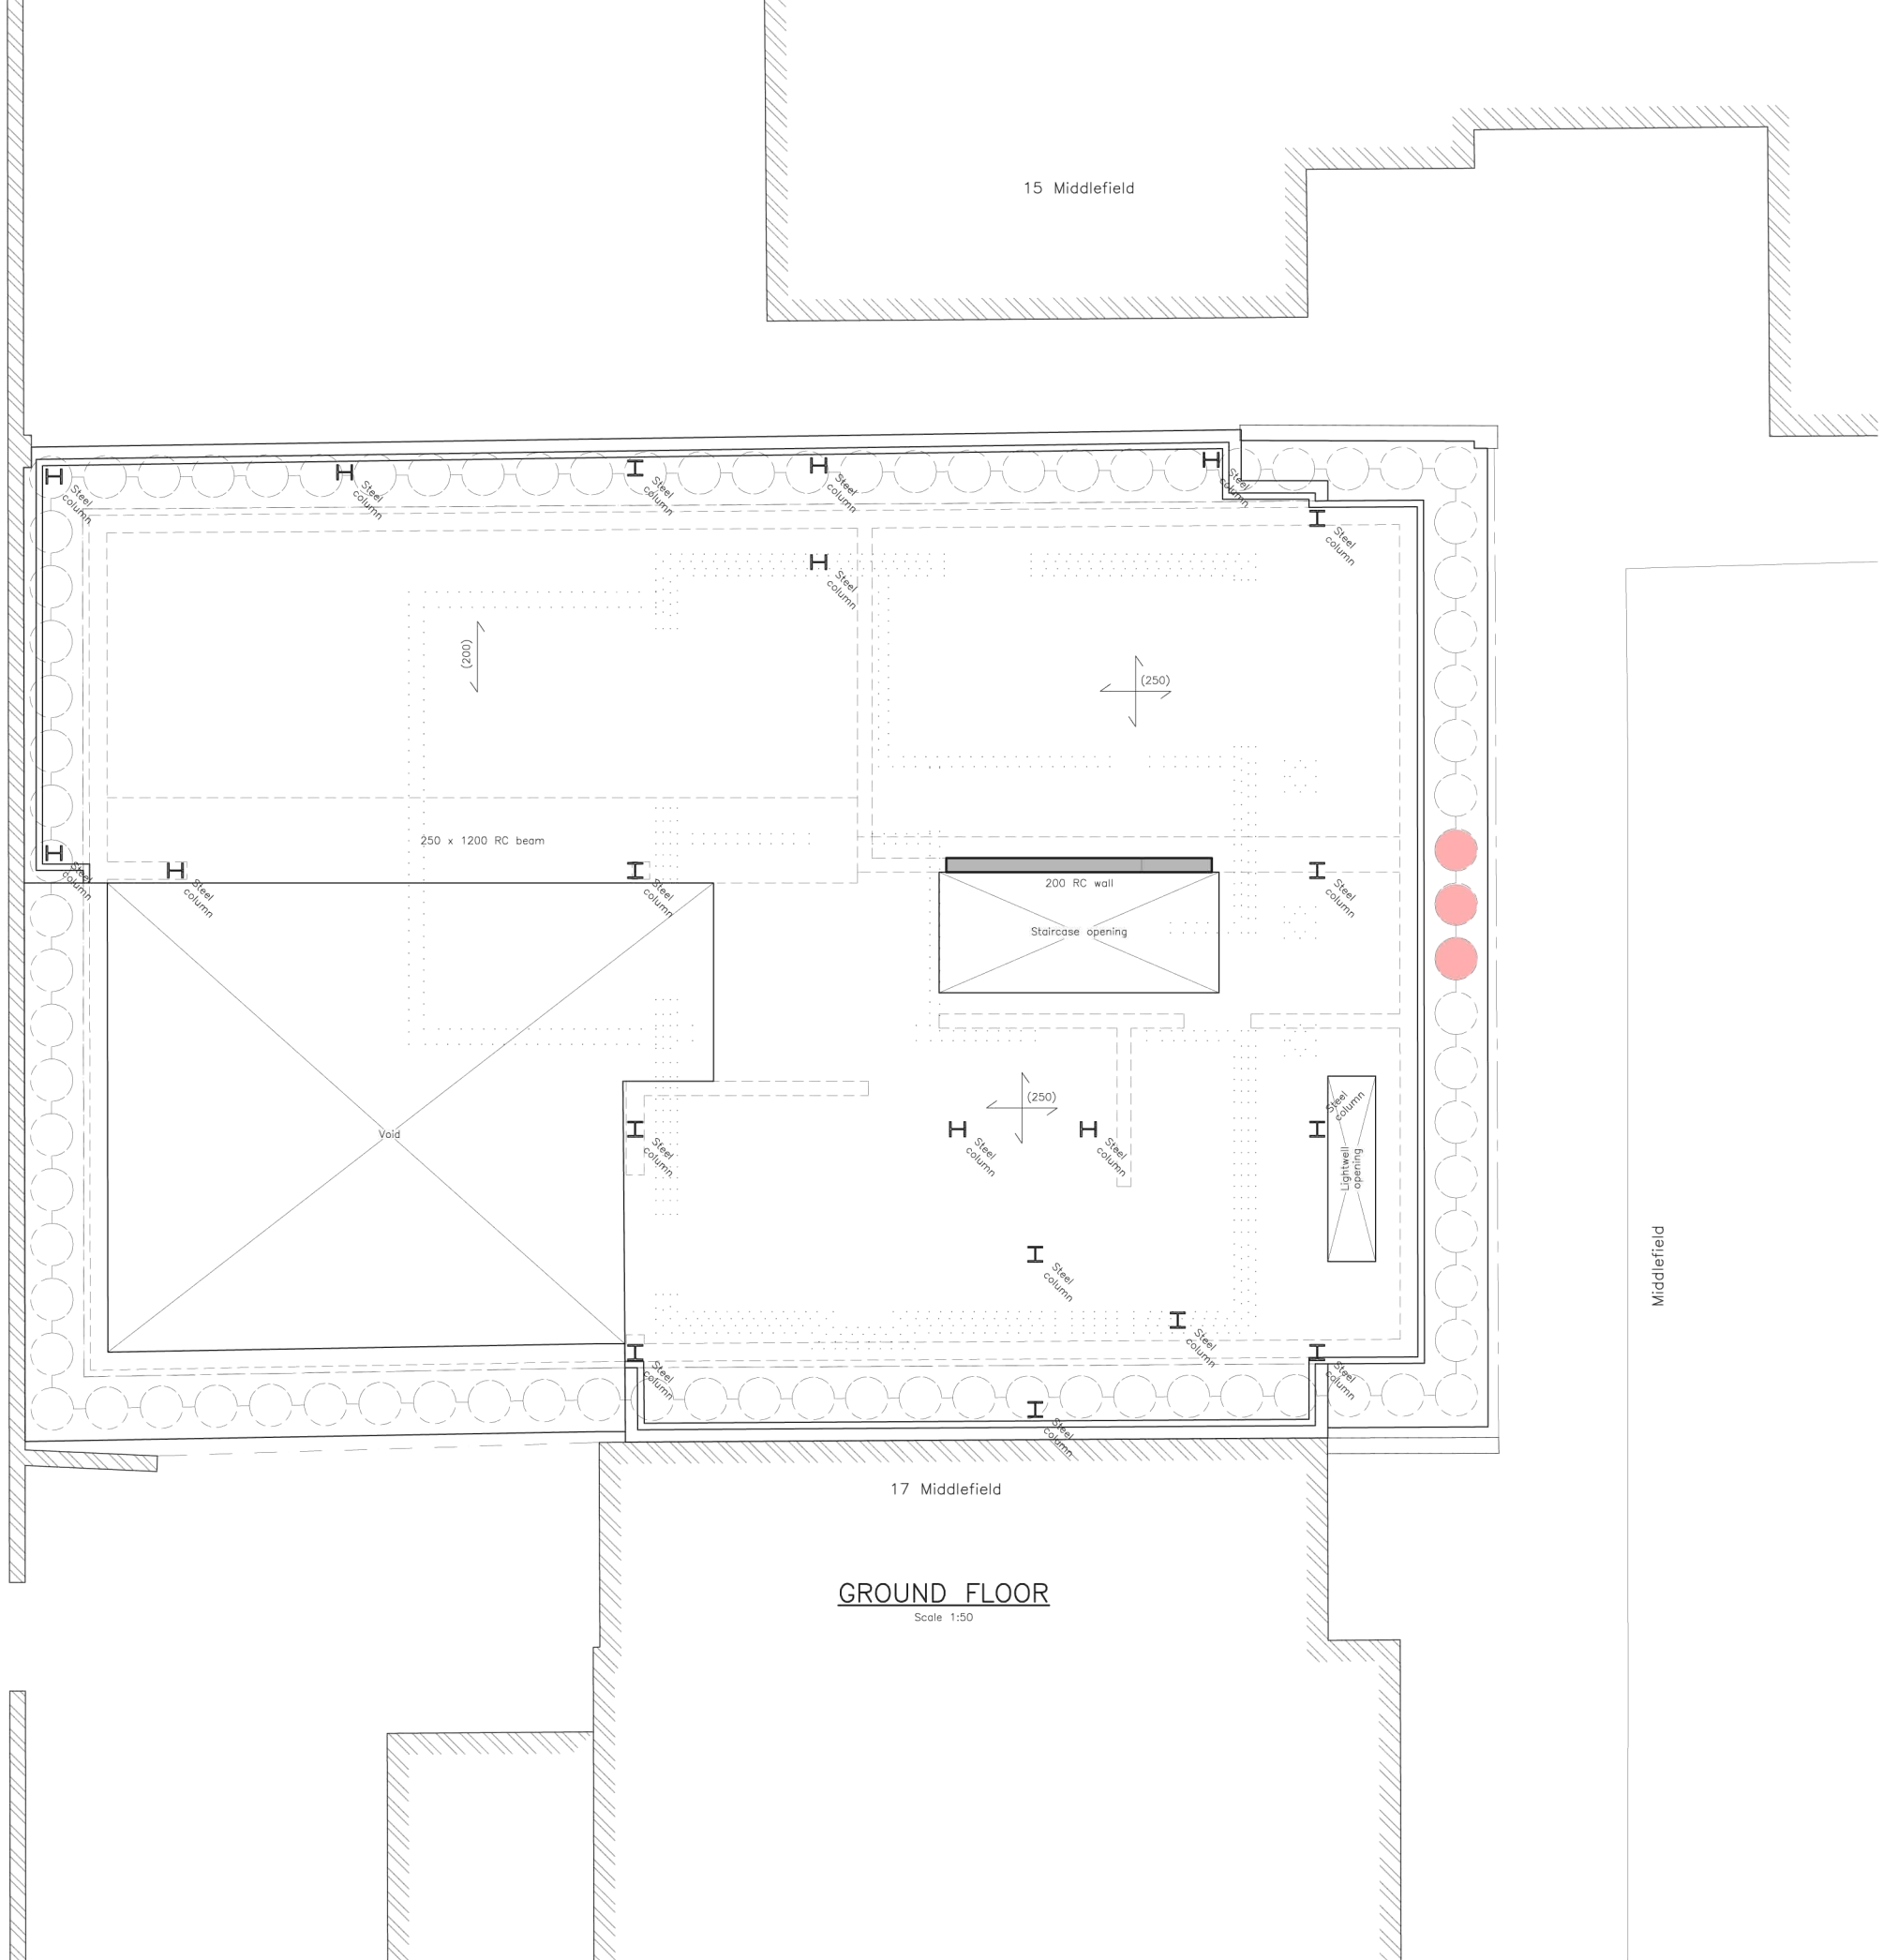 15 Middlefield
Steel
column
Steel
column
Steel
column
Steel
column
Steel
column
Steel
column
Steel
column
(200)
(250)
250 x 1200 RC beam
Steel
column
Steel
column
Steel
column
200 RC wall
Steel
column
Staircase opening
Void
(250)
Steel
column
Steel
column
Steel
column
Steel
column
Lightwell
opening
Middlefield
Steel
column
Steel
column
Steel
column
Steel
column
Steel
column
17 Middlefield
GROUND FLOOR
Scale 1:50